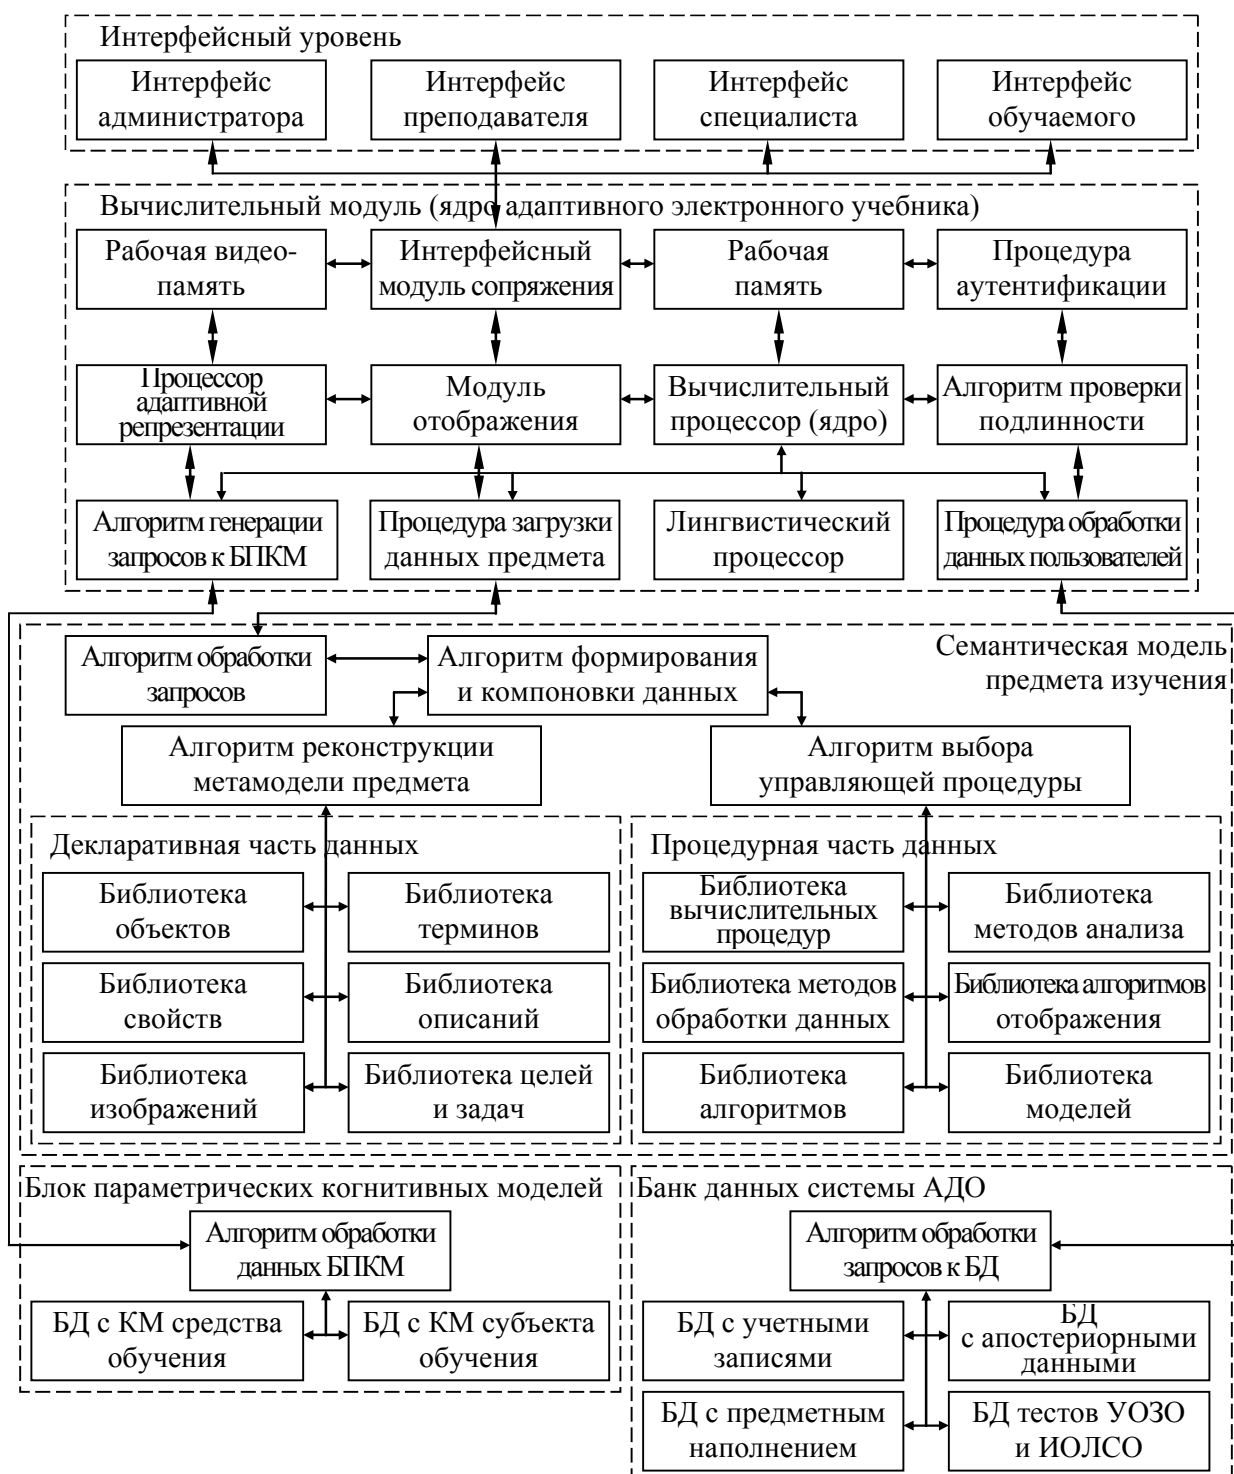 Интерфейсный уровень
Интерфейс
администратора
Интерфейс
преподавателя
Интерфейс
специалиста
Интерфейс
обучаемого
Вычислительный модуль (ядро адаптивного электронного учебника)
Рабочая видео-
память
Интерфейсный
модуль сопряжения
Рабочая
память
Процедура
аутентификации
Процессор
адаптивной
репрезентации
Модуль
отображения
Вычислительный
процессор (ядро)
Алгоритм проверки
подлинности
Алгоритм генерации
запросов к БПКМ
Процедура загрузки
данных предмета
Лингвистический
процессор
Процедура обработки
данных пользователей
Семантическая модель
предмета изучения
Алгоритм обработки
запросов
Алгоритм формирования
и компоновки данных
Алгоритм реконструкции
метамодели предмета
Алгоритм выбора
управляющей процедуры
Декларативная часть данных
Библиотека
объектов
Библиотека
терминов
Библиотека
свойств
Библиотека
описаний
Библиотека
изображений
Библиотека целей
и задач
Процедурная часть данных
Библиотека
вычислительных
процедур
Библиотека
методов анализа
Библиотека методов
обработки данных
Библиотека алгоритмов
отображения
Библиотека
алгоритмов
Библиотека
моделей
Блок параметрических когнитивных моделей
Алгоритм обработки
данных БПКМ
БД с КМ средства
обучения
БД с КМ субъекта
обучения
Банк данных системы АДО
Алгоритм обработки
запросов к БД
БД с учетными
записями
БД
с апостериорными
данными
БД с предметным
наполнением
БД тестов УОЗО
и ИОЛСО